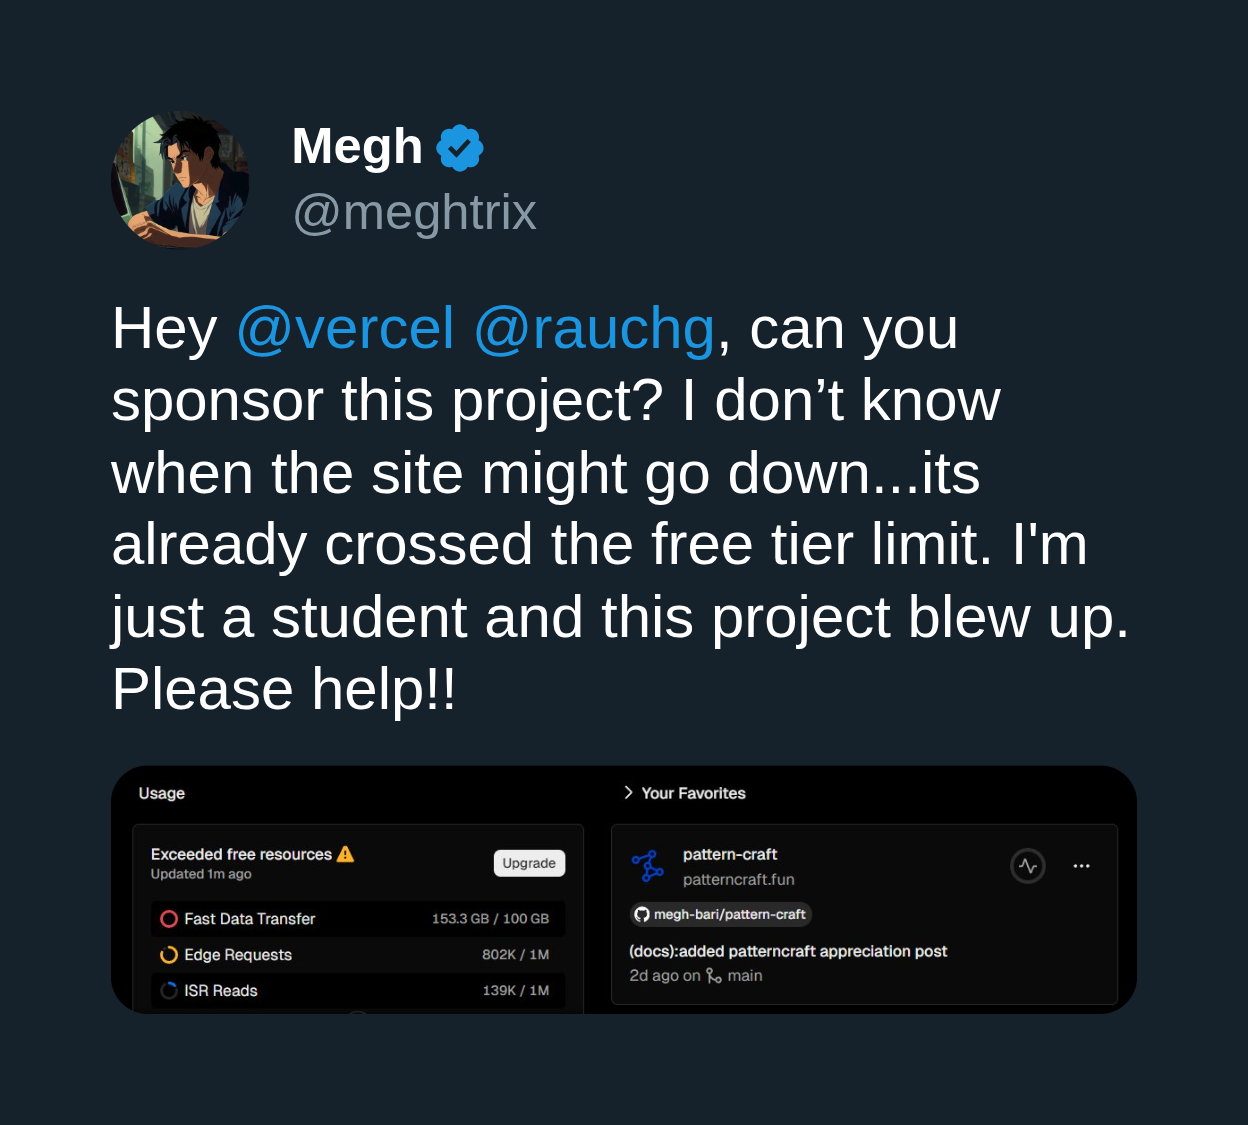 Megh
@meghtrix
Hey @vercel @rauchg, can you
sponsor this project? I don’t know
when the site might go down...its
already crossed the free tier limit. I'm
just a student and this project blew up.
Please help!!
Usage
Exceeded free resources ⚠️
Updated 1m ago
Upgrade
Fast Data Transfer 153.3 GB / 100 GB
Edge Requests 802K / 1M
ISR Reads 139K / 1M
Your Favorites
pattern-craft
patterncraft.fun
megh-bari/pattern-craft
(docs):added patterncraft appreciation post
2d ago on main